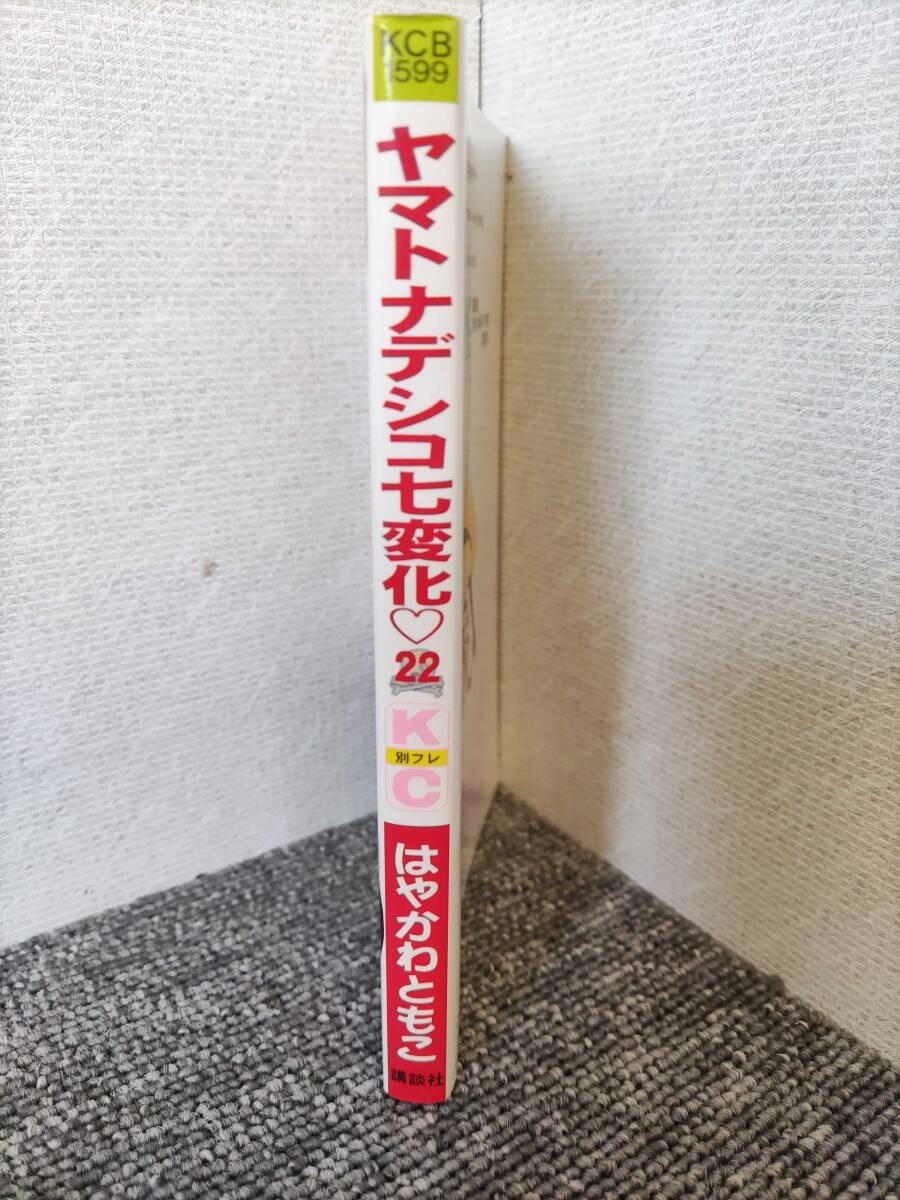 KCB
1599
ヤマトナデシコ七変化♡
22
K
別フレ
C
はやかわともこ
講談社